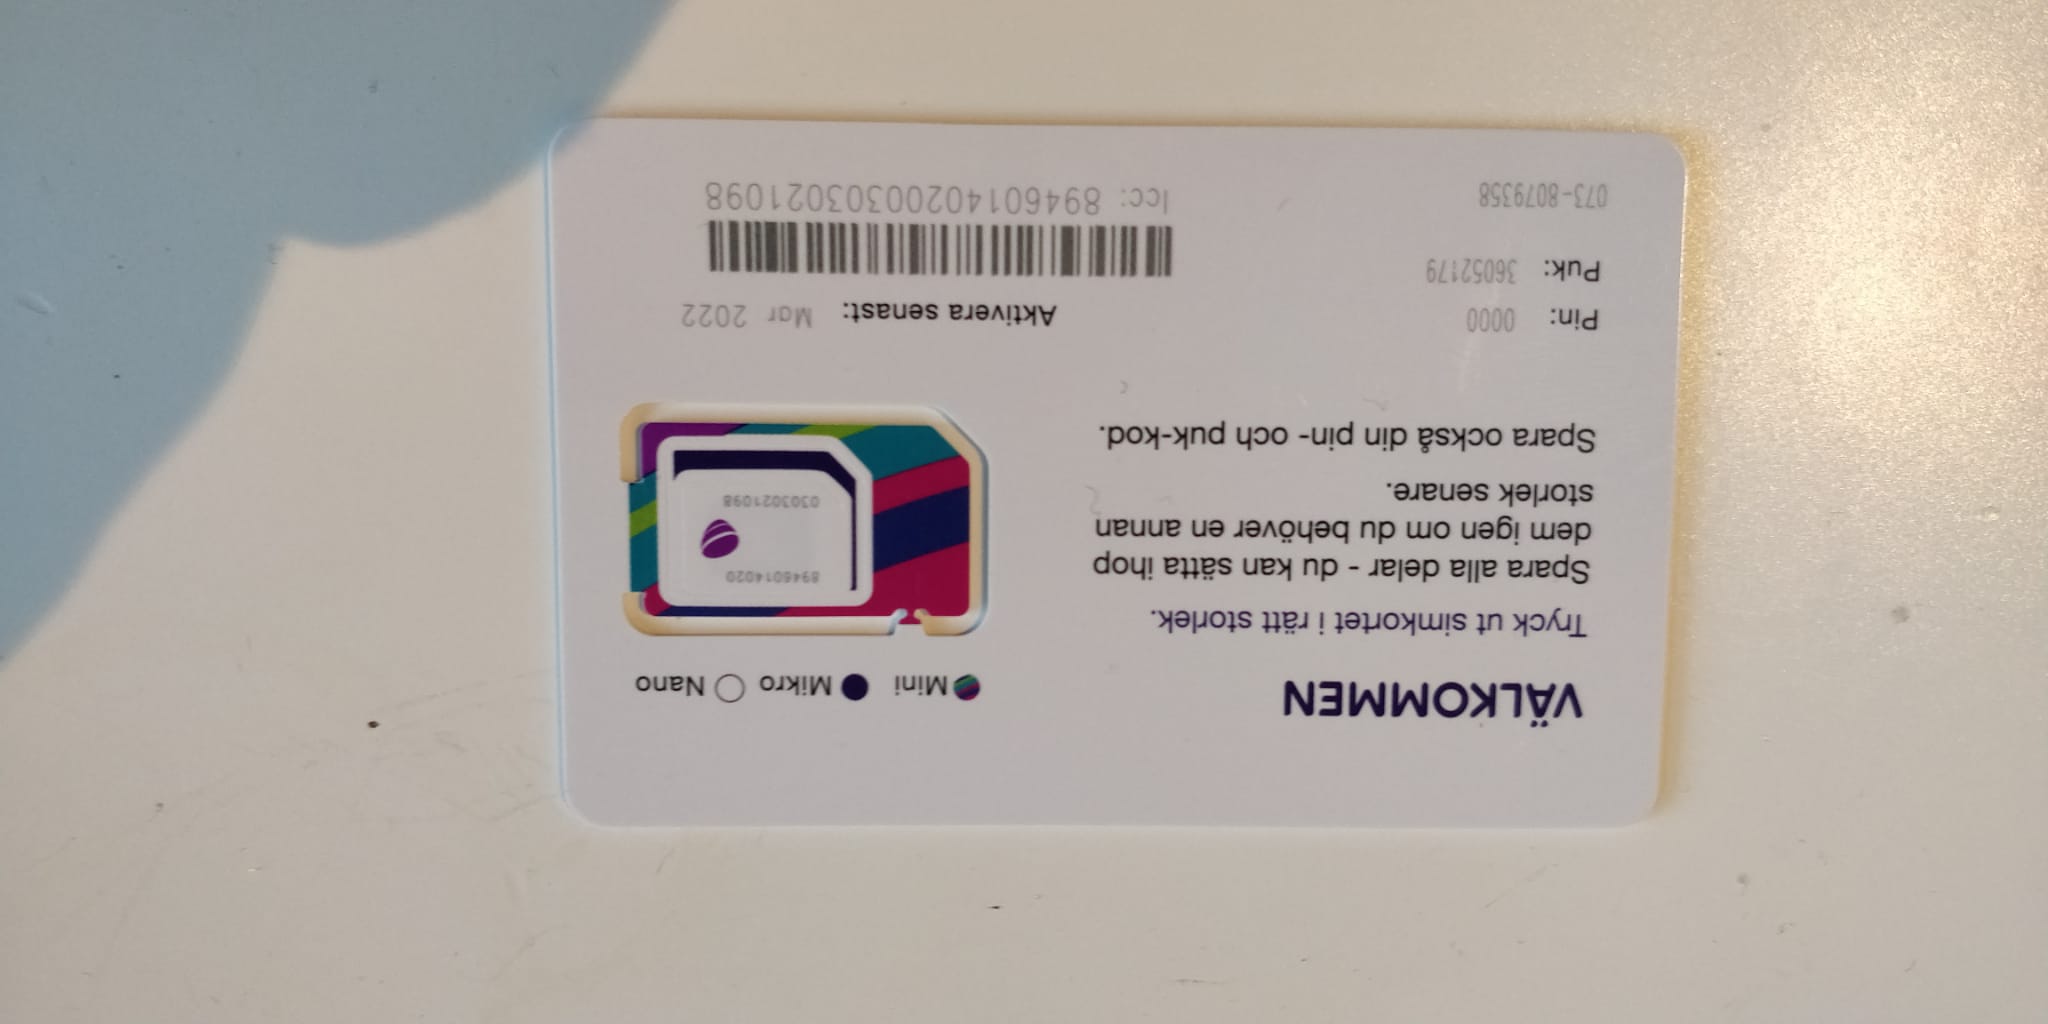 VÄLKOMMEN
Tryck ut simkortet i rätt storlek.
Spara alla delar - du kan sätta ihop
dem igen om du behöver en annan
storlek senare.
Spara också din pin- och puk-kod.
Pin: 0000
Puk: 36052179
073-8079358
Mini Mikro Nano
8946014020
0303021098
Aktivera senast: Mar 2022
Icc: 89460140200303021098